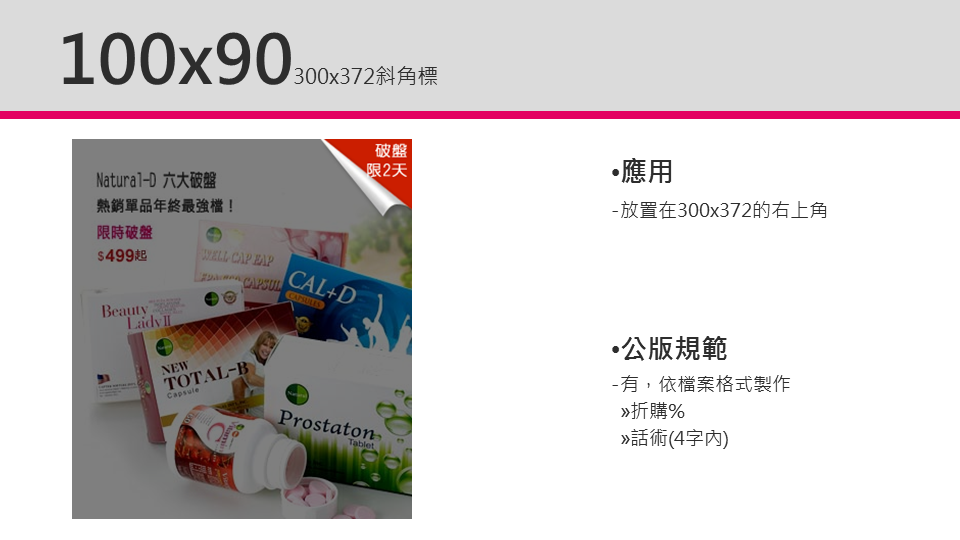 100x90 300x372斜角標
破盤
限2天
Natural-D 六大破盤
熱銷單品年終最強檔！
限時破盤
$499起
WELL CAP EAP
CAPSUL
CAL+D
CAPSULES
Beauty
Lady II
NEW
TOTAL-B
Capsule
Prostaton
Tablet
•應用
-放置在300x372的右上角
•公版規範
-有，依檔案格式製作
»折購%
»話術(4字內)